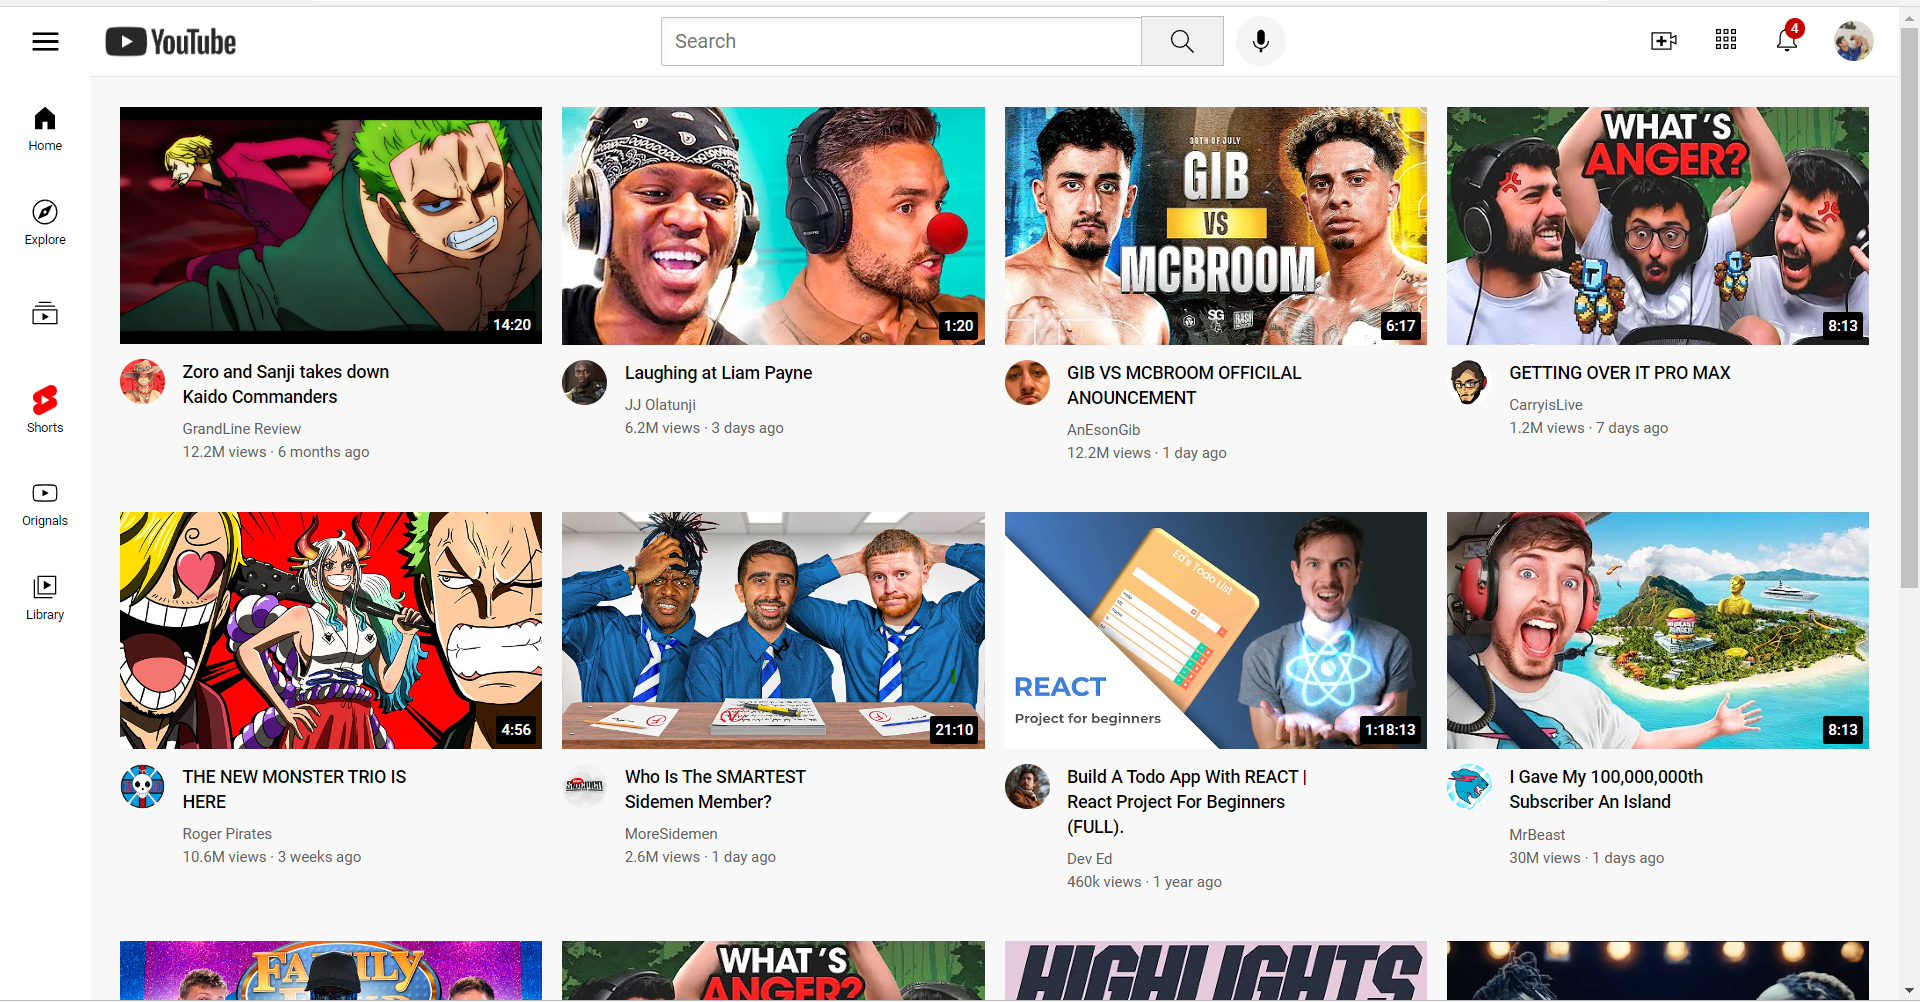 YouTube
Search
4
Home
Explore
Shorts
Orignals
Library
14:20
Zoro and Sanji takes down
Kaido Commanders
GrandLine Review
12.2M views · 6 months ago
1:20
Laughing at Liam Payne
JJ Olatunji
6.2M views · 3 days ago
30TH OF JULY
GIB
VS
MCBROOM
SG
6:17
GIB VS MCBROOM OFFICILAL
ANOUNCEMENT
AnEsonGib
12.2M views · 1 day ago
WHAT'S
ANGER?
8:13
GETTING OVER IT PRO MAX
CarryisLive
1.2M views · 7 days ago
4:56
THE NEW MONSTER TRIO IS
HERE
Roger Pirates
10.6M views · 3 weeks ago
21:10
Who Is The SMARTEST
Sidemen Member?
MoreSidemen
2.6M views · 1 day ago
Ed's Todo List
REACT
Project for beginners
1:18:13
Build A Todo App With REACT |
React Project For Beginners
(FULL).
Dev Ed
460k views · 1 year ago
8:13
I Gave My 100,000,000th
Subscriber An Island
MrBeast
30M views · 1 days ago
FAMILY
WHAT'S
ANGER?
HIGHLIGHTS